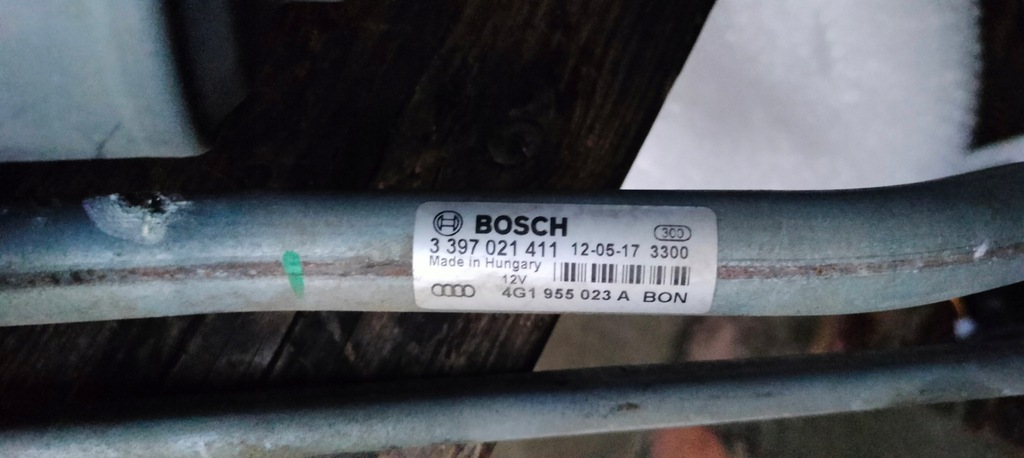 BOSCH
300
3 397 021 411 12-05-17 3300
Made in Hungary
12V
4G1 955 023 A BON